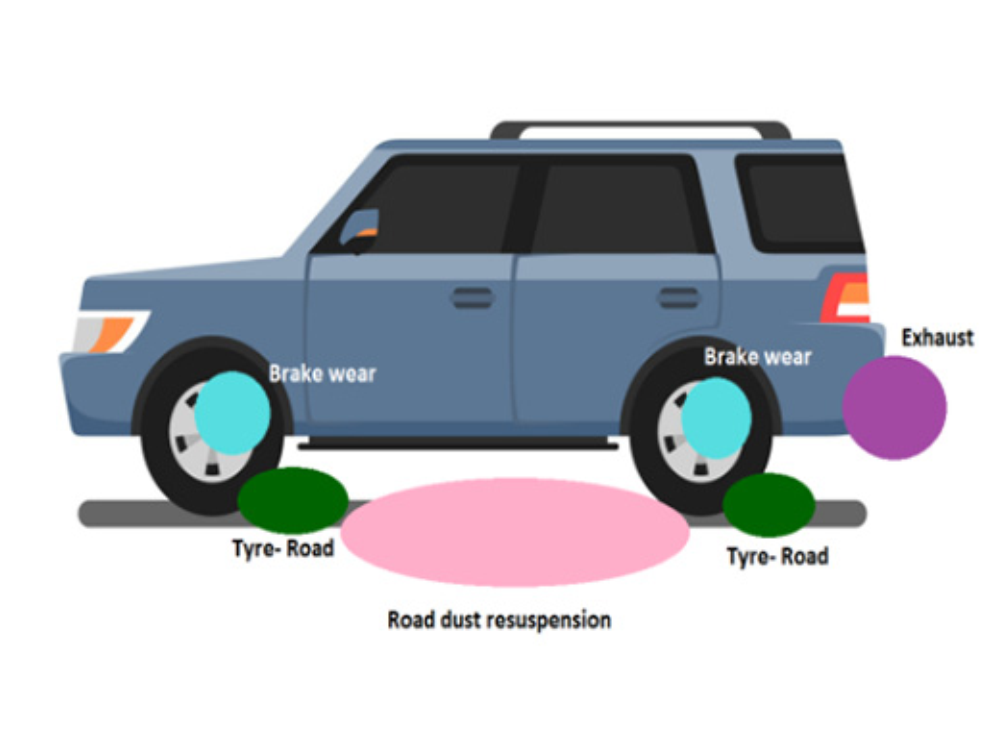 Exhaust
Brake wear
Brake wear
Tyre- Road
Tyre- Road
Road dust resuspension